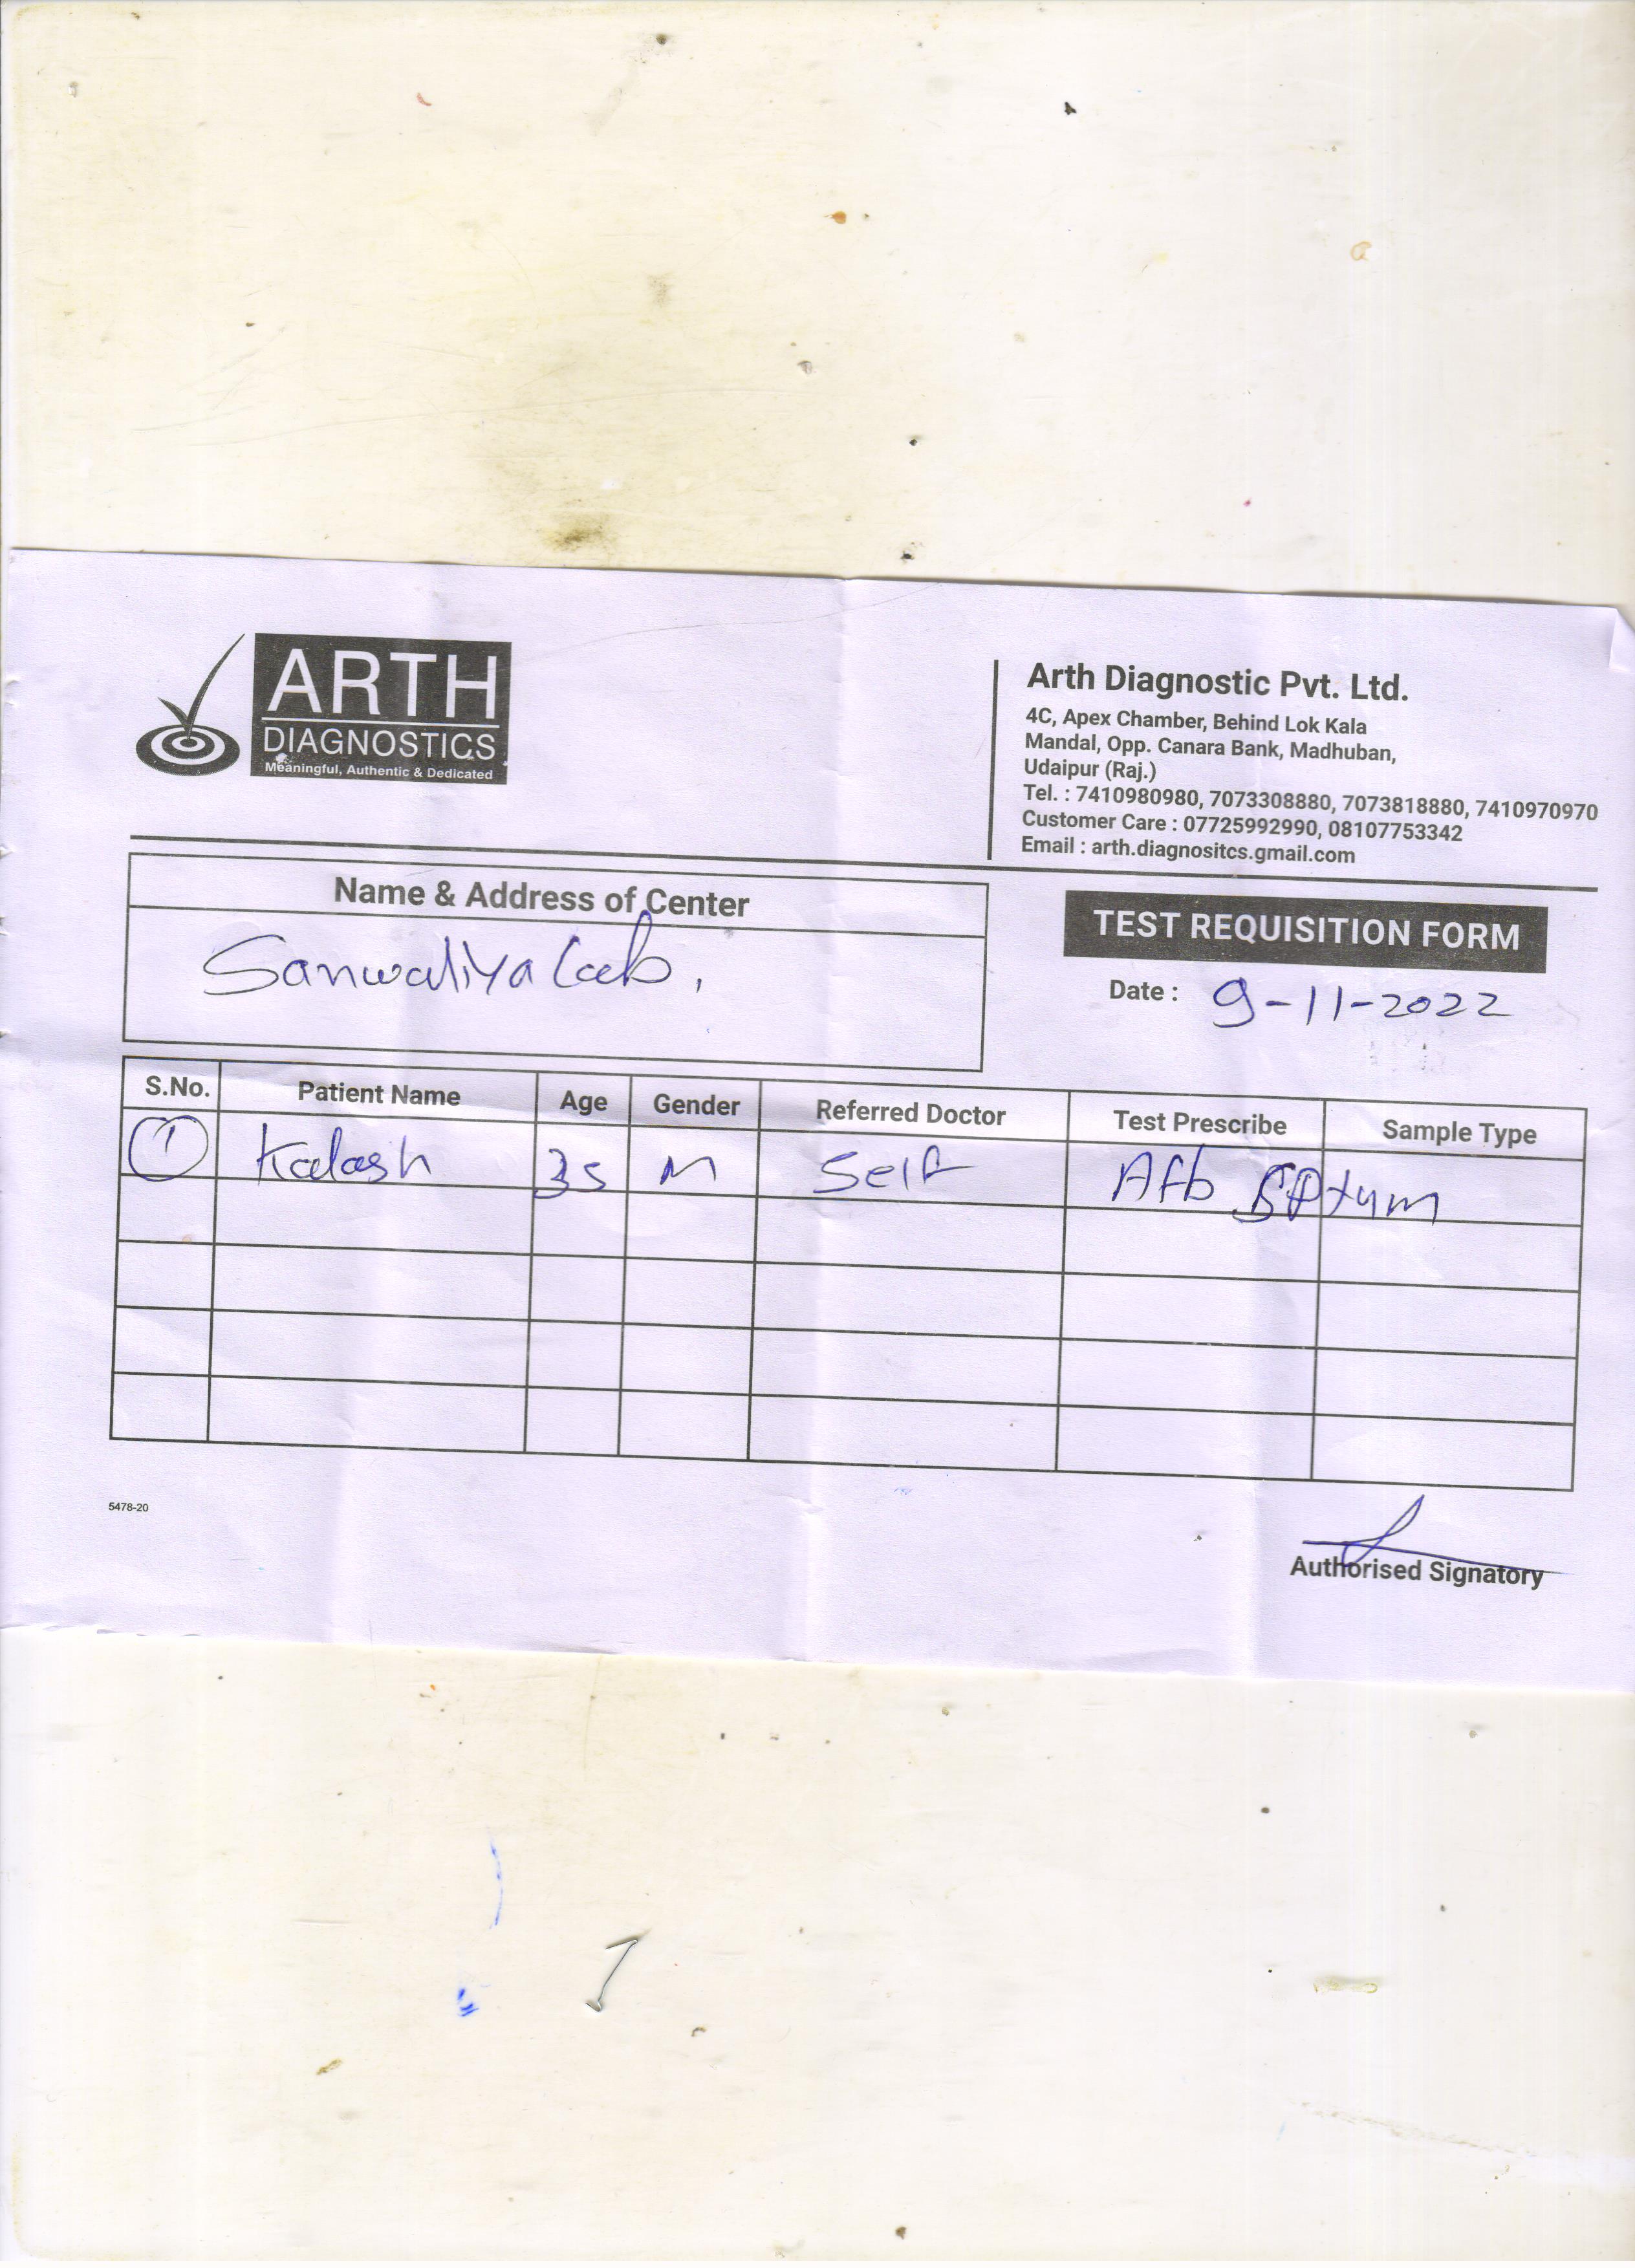 ARTH
DIAGNOSTICS
Meaningful, Authentic & Dedicated
Arth Diagnostic Pvt. Ltd.
4C, Apex Chamber, Behind Lok Kala
Mandal, Opp. Canara Bank, Madhuban,
Udaipur (Raj.)
Tel. : 7410980980, 7073308880, 7073818880, 7410970970
Customer Care : 07725992990, 08107753342
Email : arth.diagnositcs.gmail.com
Name & Address of Center
Sanwaliya Lab.
TEST REQUISITION FORM
Date : 9-11-2022
S.No. Patient Name Age Gender Referred Doctor Test Prescribe Sample Type
1 Kalash 35 M Self Afb SPtum
5478-20
Authorised Signatory